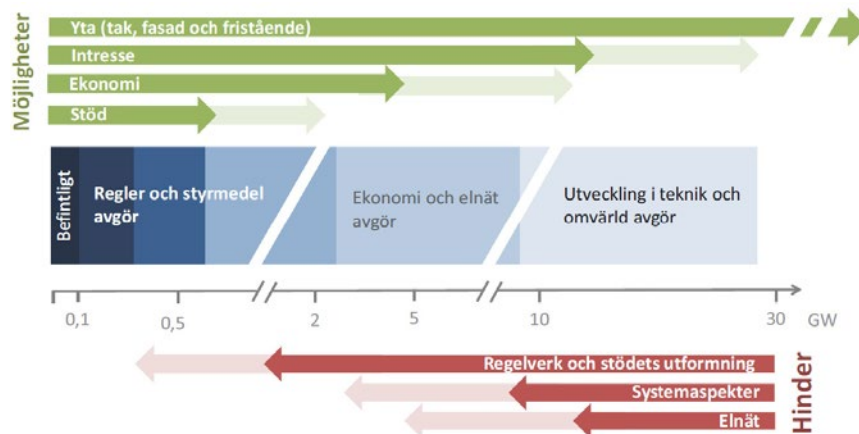 Möjligheter
Yta (tak, fasad och fristående)
Intresse
Ekonomi
Stöd
Befintligt
Regler och styrmedel
avgör
Ekonomi och elnät
avgör
Utveckling i teknik och
omvärld avgör
0,1
0,5
2
5
10
30
GW
Regelverk och stödets utformning
Systemaspekter
Elnät
Hinder